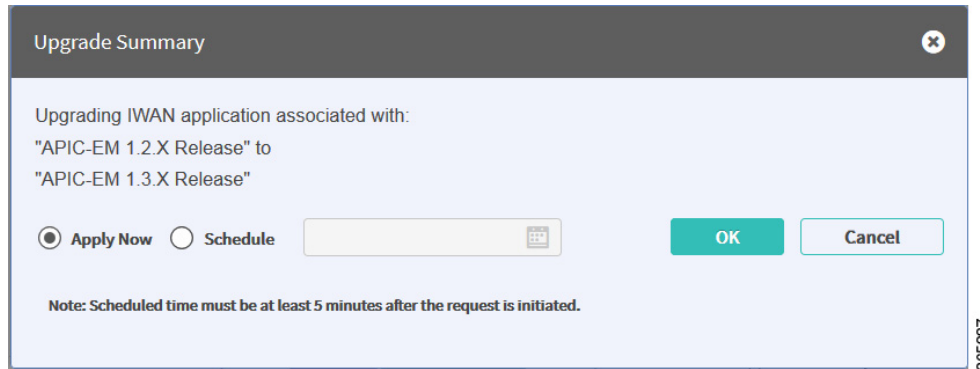 Upgrade Summary
Upgrading IWAN application associated with:
"APIC-EM 1.2.X Release" to
"APIC-EM 1.3.X Release"
Apply Now Schedule OK Cancel
Note: Scheduled time must be at least 5 minutes after the request is initiated.